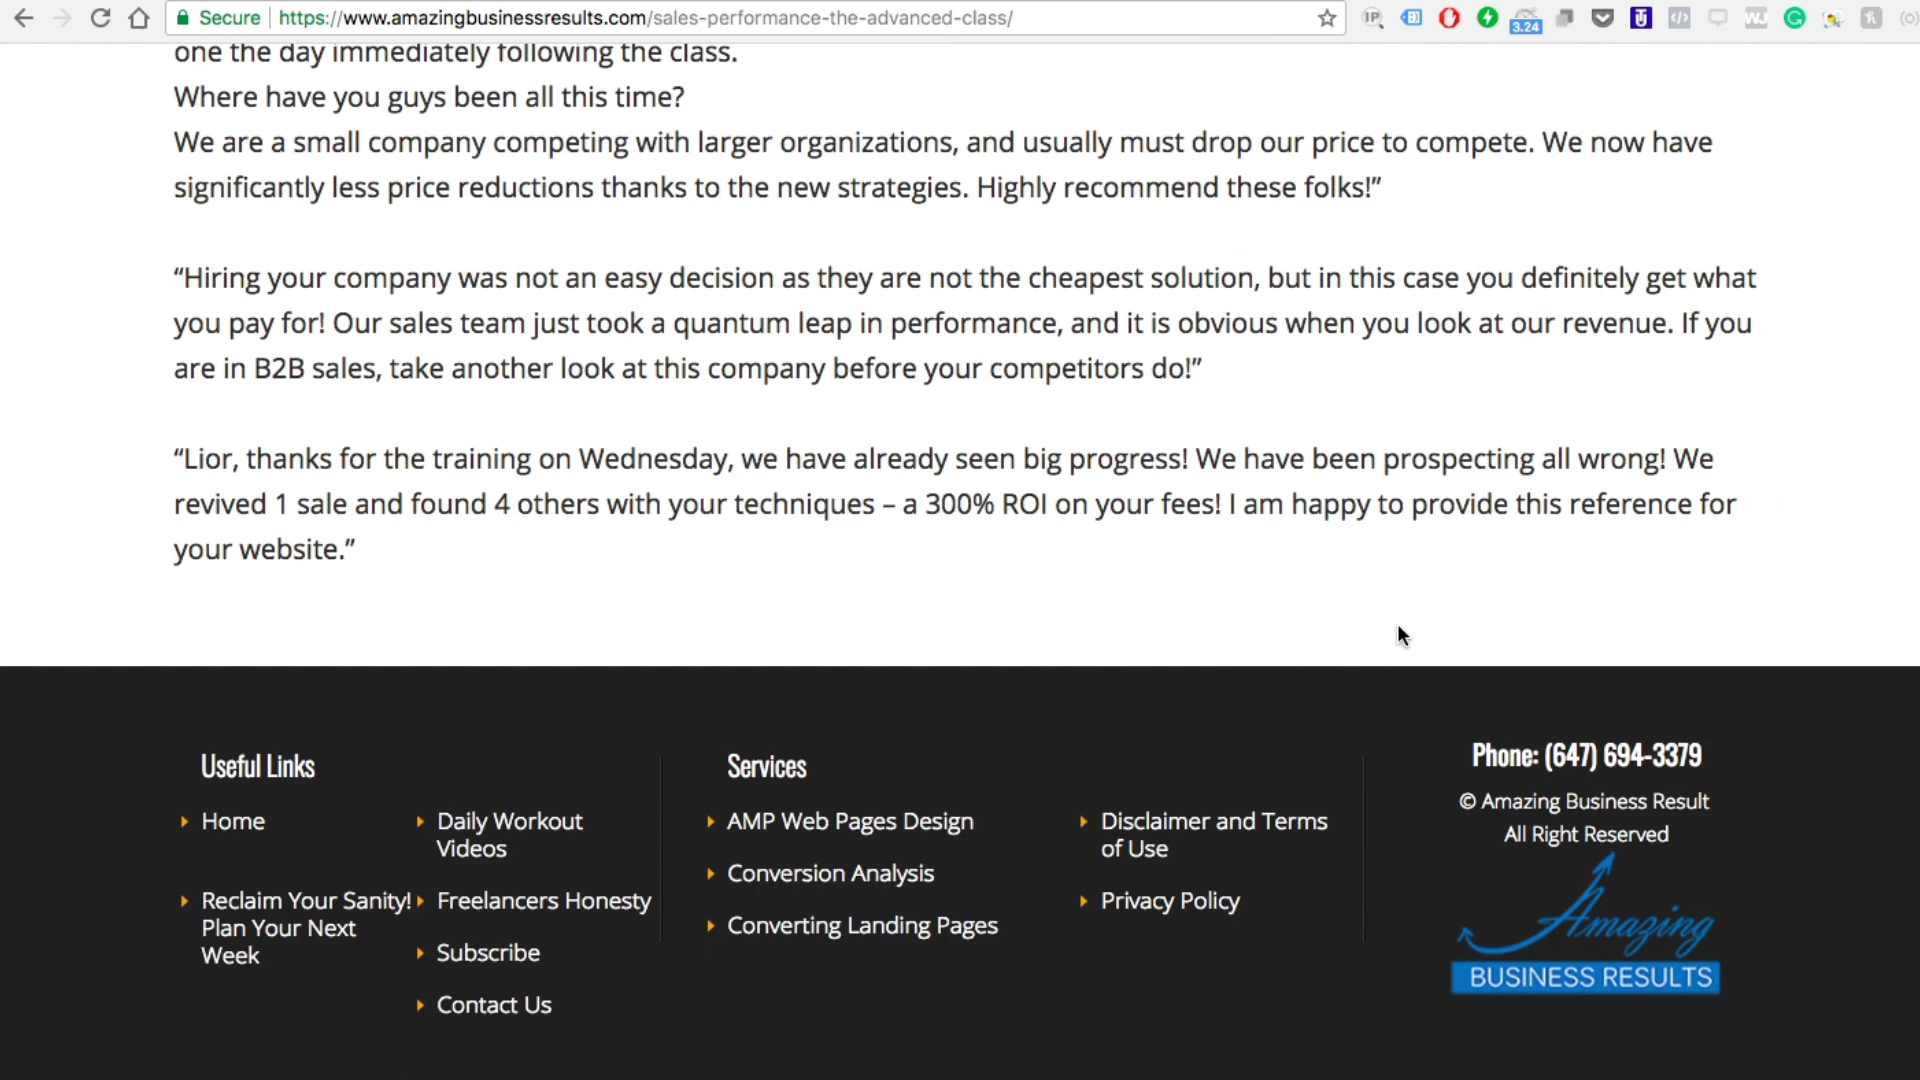 Secure https://www.amazingbusinessresults.com/sales-performance-the-advanced-class/
IP
3.24
one the day immediately following the class.
Where have you guys been all this time?
We are a small company competing with larger organizations, and usually must drop our price to compete. We now have
significantly less price reductions thanks to the new strategies. Highly recommend these folks!”
“Hiring your company was not an easy decision as they are not the cheapest solution, but in this case you definitely get what
you pay for! Our sales team just took a quantum leap in performance, and it is obvious when you look at our revenue. If you
are in B2B sales, take another look at this company before your competitors do!”
“Lior, thanks for the training on Wednesday, we have already seen big progress! We have been prospecting all wrong! We
revived 1 sale and found 4 others with your techniques – a 300% ROI on your fees! I am happy to provide this reference for
your website.”
Useful Links
Home
Reclaim Your Sanity!
Plan Your Next
Week
Daily Workout
Videos
Freelancers Honesty
Subscribe
Contact Us
Services
AMP Web Pages Design
Conversion Analysis
Converting Landing Pages
Disclaimer and Terms
of Use
Privacy Policy
Phone: (647) 694-3379
© Amazing Business Result
All Right Reserved
Amazing
BUSINESS RESULTS